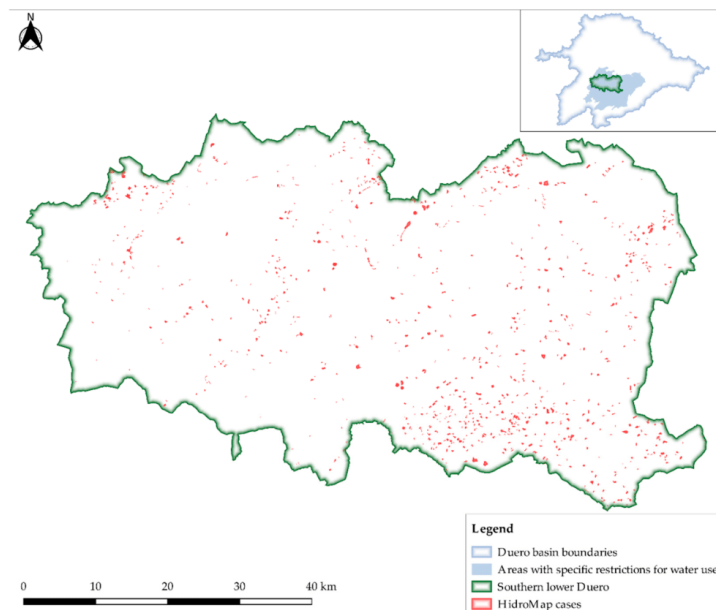 N
Legend
Duero basin boundaries
Areas with specific restrictions for water use
Southern lower Duero
HidroMap cases
0 10 20 30 40 km